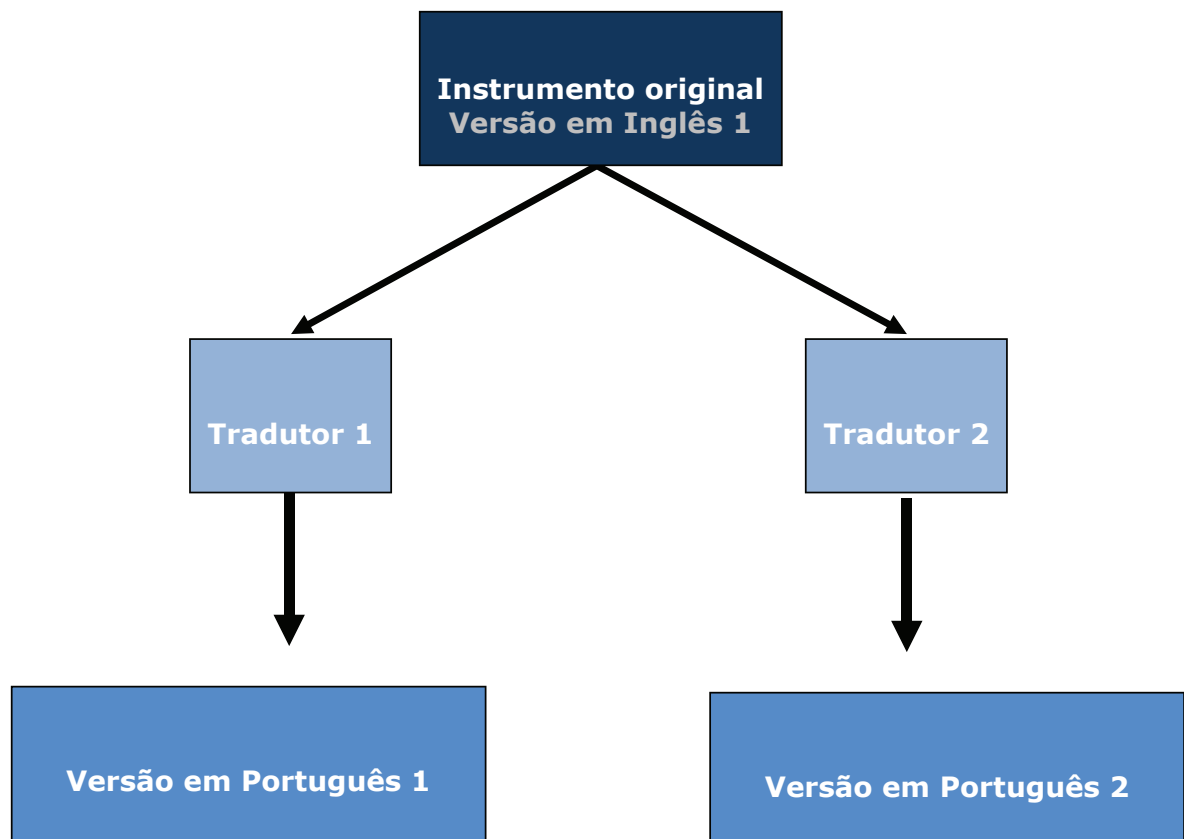 Instrumento original
Versão em Inglês 1
Tradutor 1
Tradutor 2
Versão em Português 1
Versão em Português 2